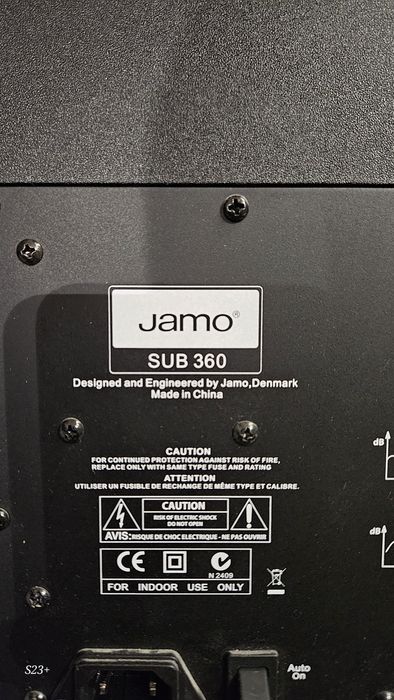 Jamo®
SUB 360
Designed and Engineered by Jamo,Denmark
Made in China
CAUTION
FOR CONTINUED PROTECTION AGAINST RISK OF FIRE,
REPLACE ONLY WITH SAME TYPE FUSE AND RATING
ATTENTION
UTILISER UN FUSIBLE DE RECHANGE DE MÊME TYPE ET CALIBRE.
CAUTION
RISK OF ELECTRIC SHOCK
DO NOT OPEN
AVIS:RISQUE DE CHOC ELECTRIQUE - NE PAS OUVRIR
CE
N 2409
FOR INDOOR USE ONLY
dB
dB
Auto
On
S23+